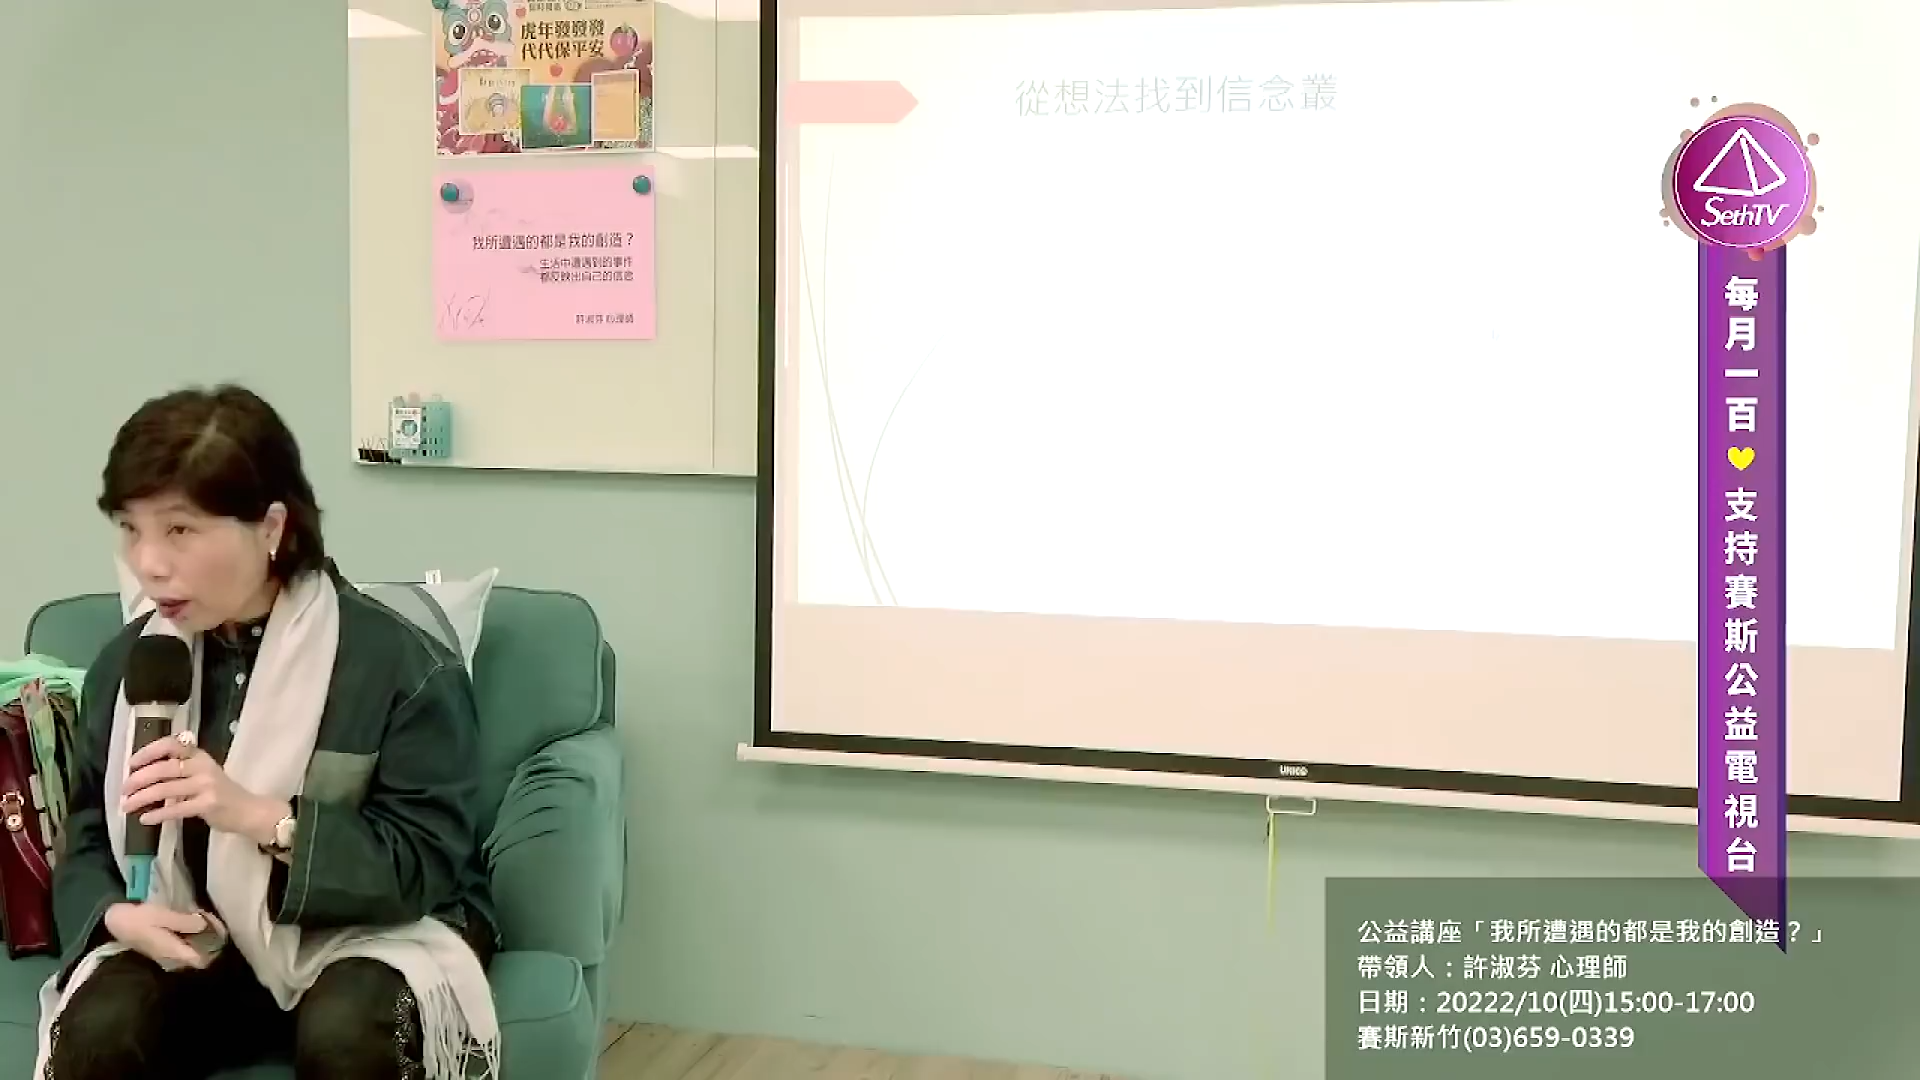 虎年發發發
代代保平安
我所遭遇的都是我的創造？
生活中遭遇到的事件
都反映出自己的信念
許淑芬 心理師
從想法找到信念叢
SethTV
每月一百
支持賽斯公益電視台
UNICO
公益講座「我所遭遇的都是我的創造？」
帶領人：許淑芬 心理師
日期：20222/10(四)15:00-17:00
賽斯新竹(03)659-0339